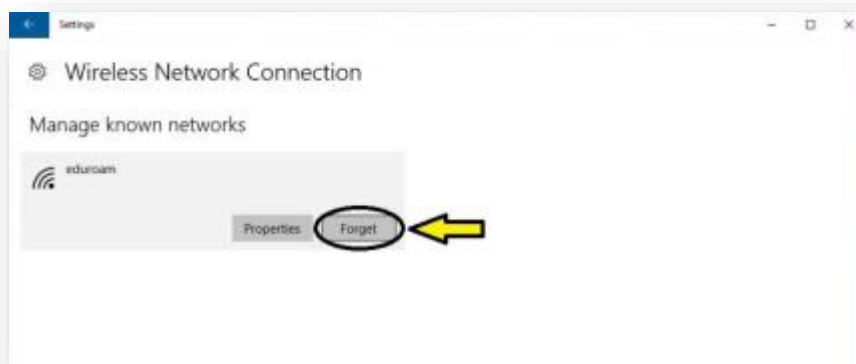 Settings
Wireless Network Connection
Manage known networks
eduroam
Properties Forget